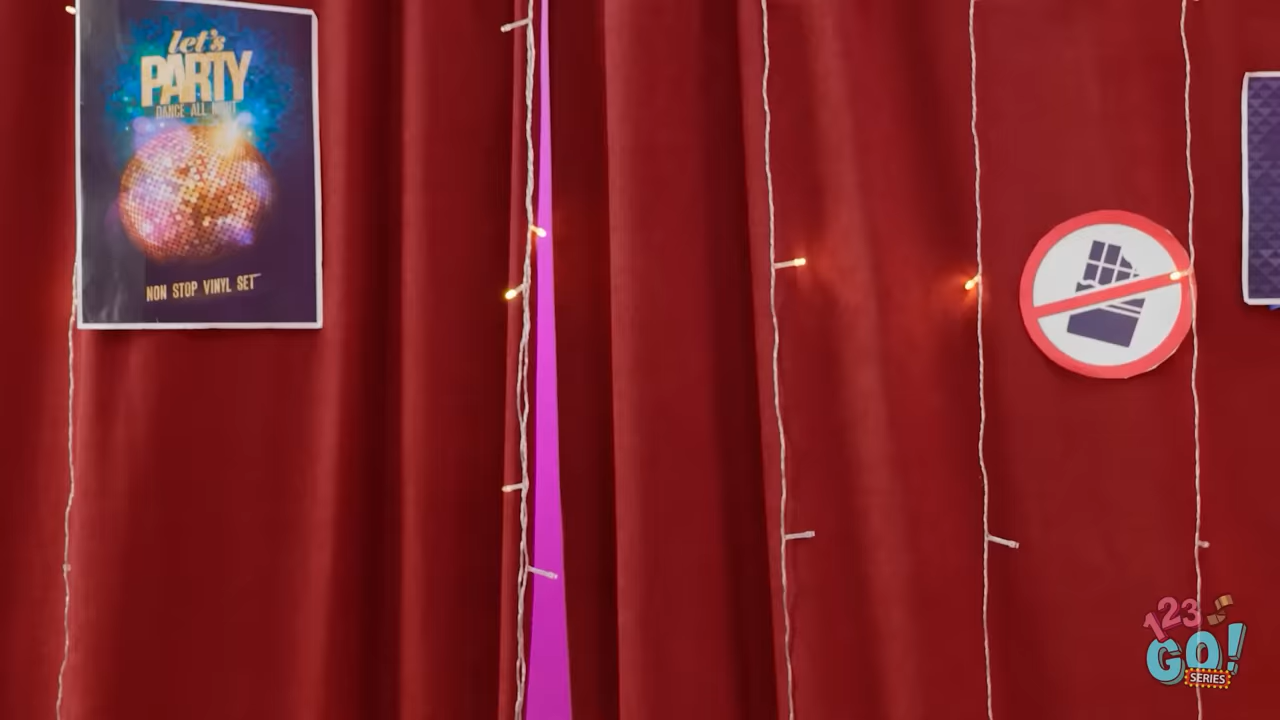 let's
PARTY
DANCE ALL NIGHT
NON STOP VINYL SET
123
GO!
SERIES